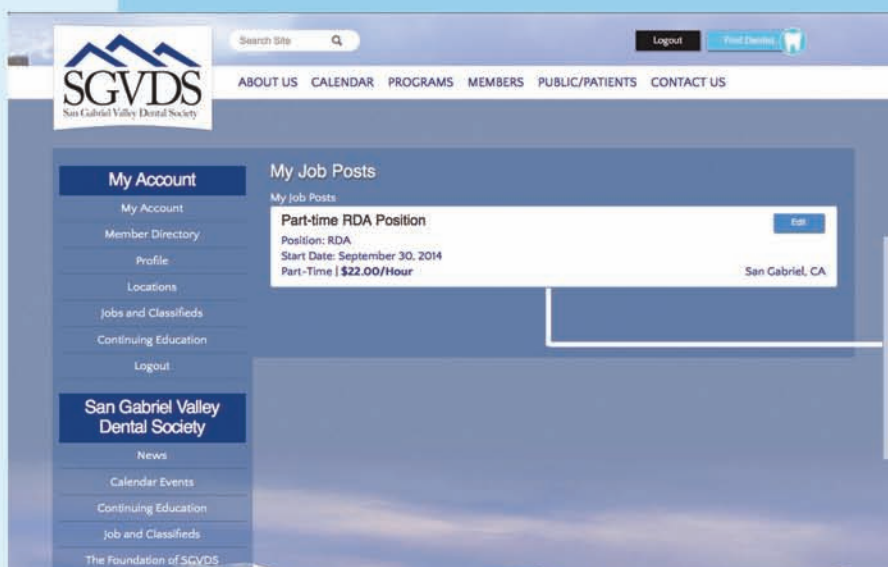 Search Site
Logout
Find Dentist
SGVDS
San Gabriel Valley Dental Society
ABOUT US CALENDAR PROGRAMS MEMBERS PUBLIC/PATIENTS CONTACT US
My Account
My Account
Member Directory
Profile
Locations
Jobs and Classifieds
Continuing Education
Logout
San Gabriel Valley
Dental Society
News
Calendar Events
Continuing Education
Job and Classifieds
The Foundation of SGVDS
My Job Posts
My Job Posts
Part-time RDA Position
Edit
Position: RDA
Start Date: September 30, 2014
Part-Time | $22.00/Hour
San Gabriel, CA